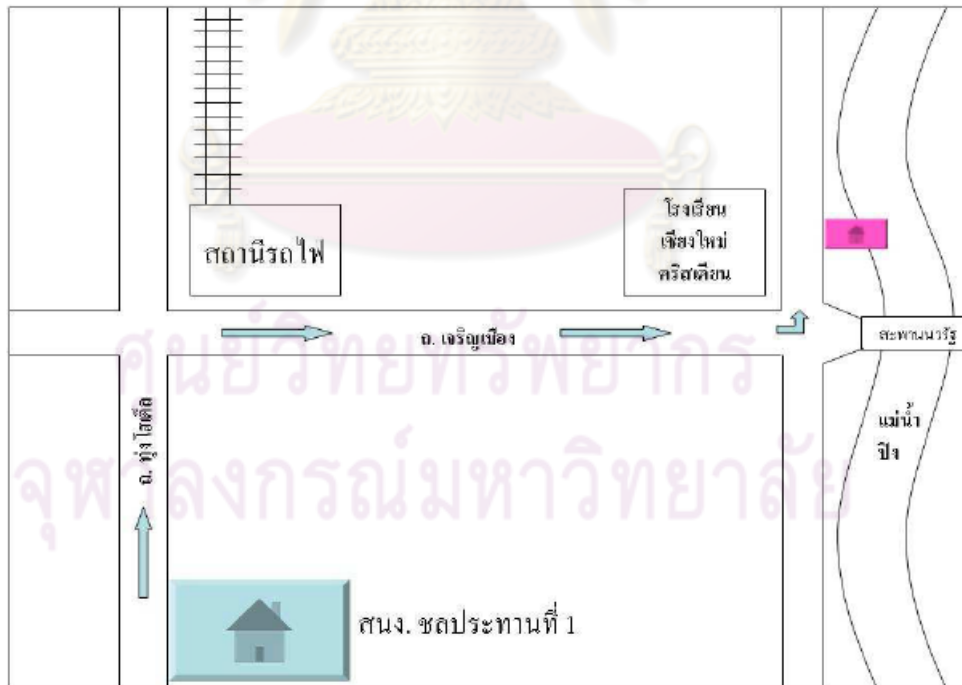 สถานีรถไฟ
โรงเรียน
เชียงใหม่
คริสเตียน
ถ. เจริญเมือง
สะพานนวรัฐ
ศูนย์วิทยทรัพยากร
จุฬาลงกรณ์มหาวิทยาลัย
ถ. ทุ่งโฮเต็ล
แม่น้ำ
ปิง
สนง. ชลประทานที่ 1